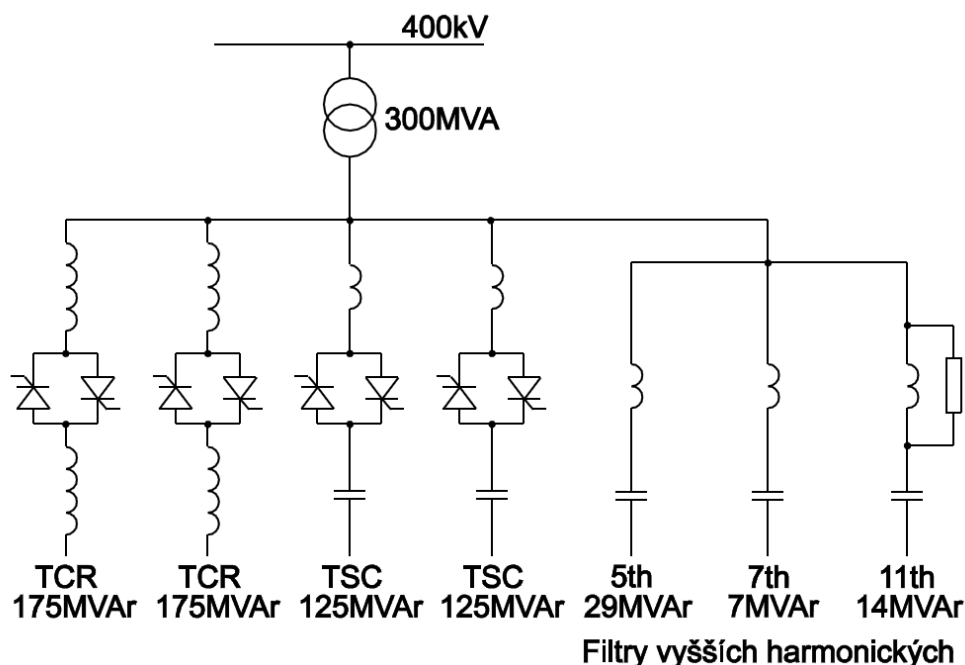 400kV
300MVA
TCR TCR TSC TSC 5th 7th 11th
175MVAr 175MVAr 125MVAr 125MVAr 29MVAr 7MVAr 14MVAr
Filtry vyšších harmonických